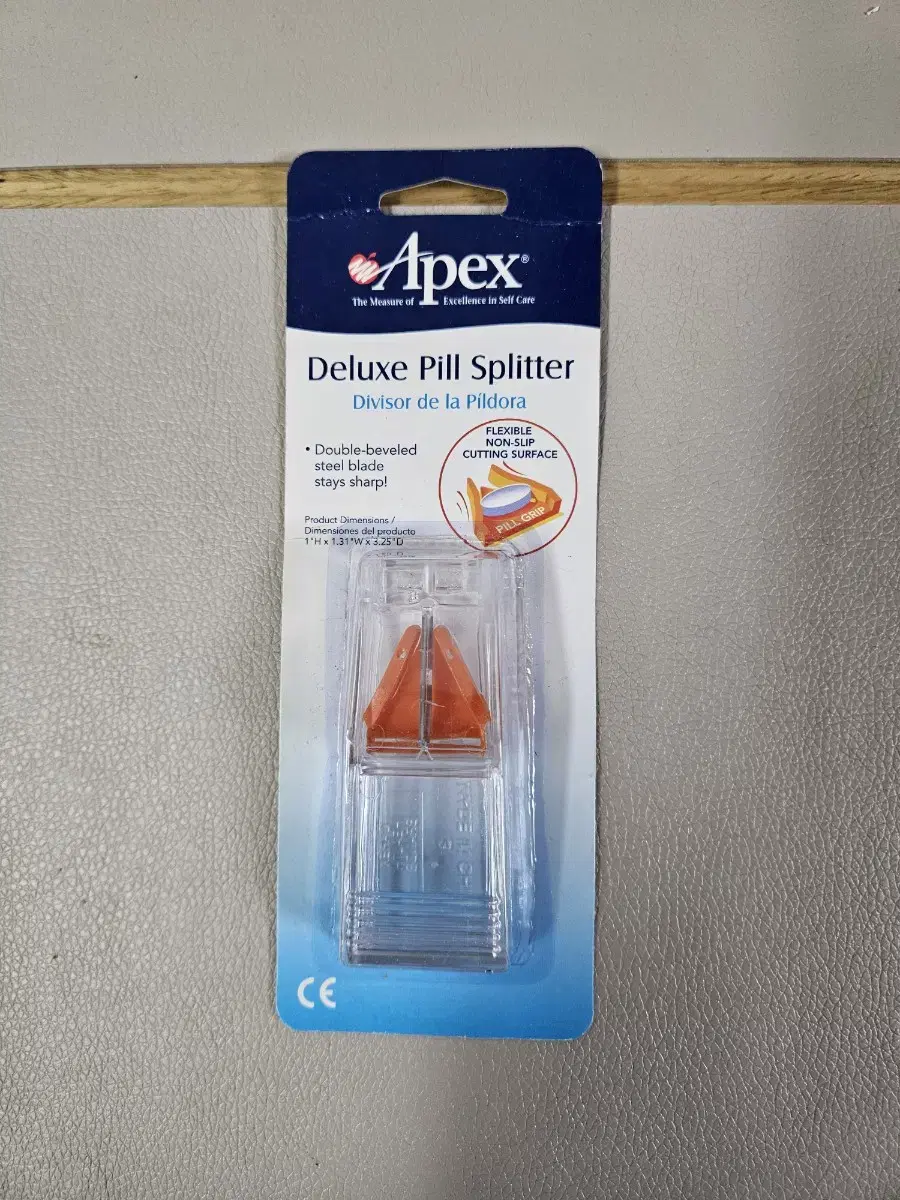 Apex®
The Measure of Excellence in Self Care
Deluxe Pill Splitter
Divisor de la Píldora
FLEXIBLE
NON-SLIP
CUTTING SURFACE
• Double-beveled
steel blade
stays sharp!
PILL GRIP
Product Dimensions /
Dimensiones del producto
1"H x 1.31"W x 3.25"D
CE